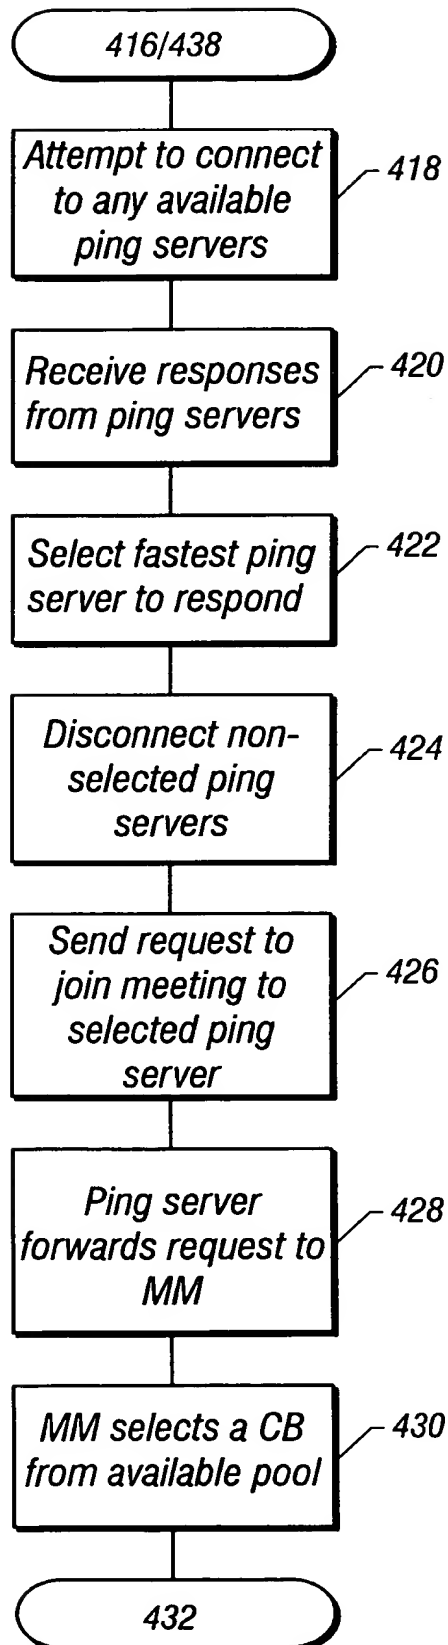 416/438
Attempt to connect
to any available
ping servers
418
Receive responses
from ping servers
420
Select fastest ping
server to respond
422
Disconnect non-
selected ping
servers
424
Send request to
join meeting to
selected ping
server
426
Ping server
forwards request to
MM
428
MM selects a CB
from available pool
430
432